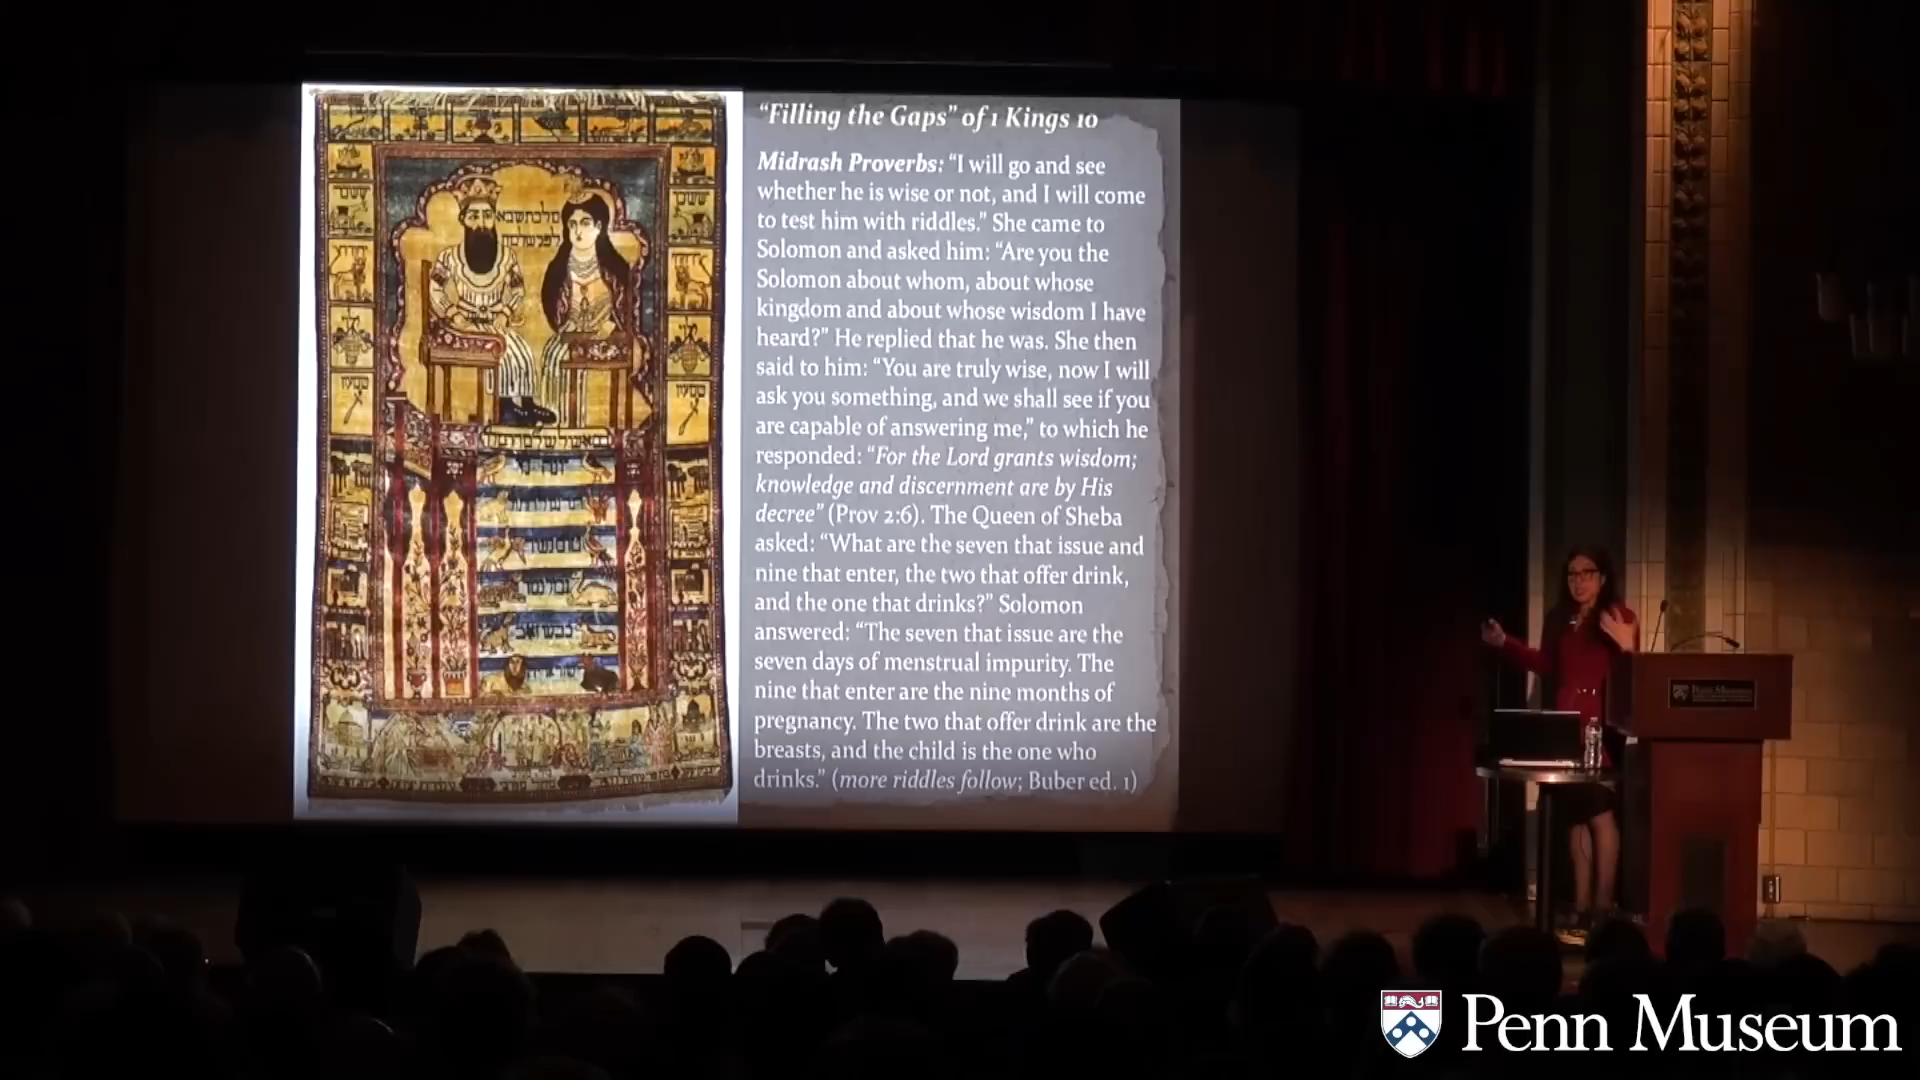 “Filling the Gaps” of 1 Kings 10
Midrash Proverbs: “I will go and see
whether he is wise or not, and I will come
to test him with riddles.” She came to
Solomon and asked him: “Are you the
Solomon about whom, about whose
kingdom and about whose wisdom I have
heard?” He replied that he was. She then
said to him: “You are truly wise, now I will
ask you something, and we shall see if you
are capable of answering me,” to which he
responded: “For the Lord grants wisdom;
knowledge and discernment are by His
decree” (Prov 2:6). The Queen of Sheba
asked: “What are the seven that issue and
nine that enter, the two that offer drink,
and the one that drinks?” Solomon
answered: “The seven that issue are the
seven days of menstrual impurity. The
nine that enter are the nine months of
pregnancy. The two that offer drink are the
breasts, and the child is the one who
drinks.” (more riddles follow; Buber ed. 1)
Penn Museum
Penn Museum